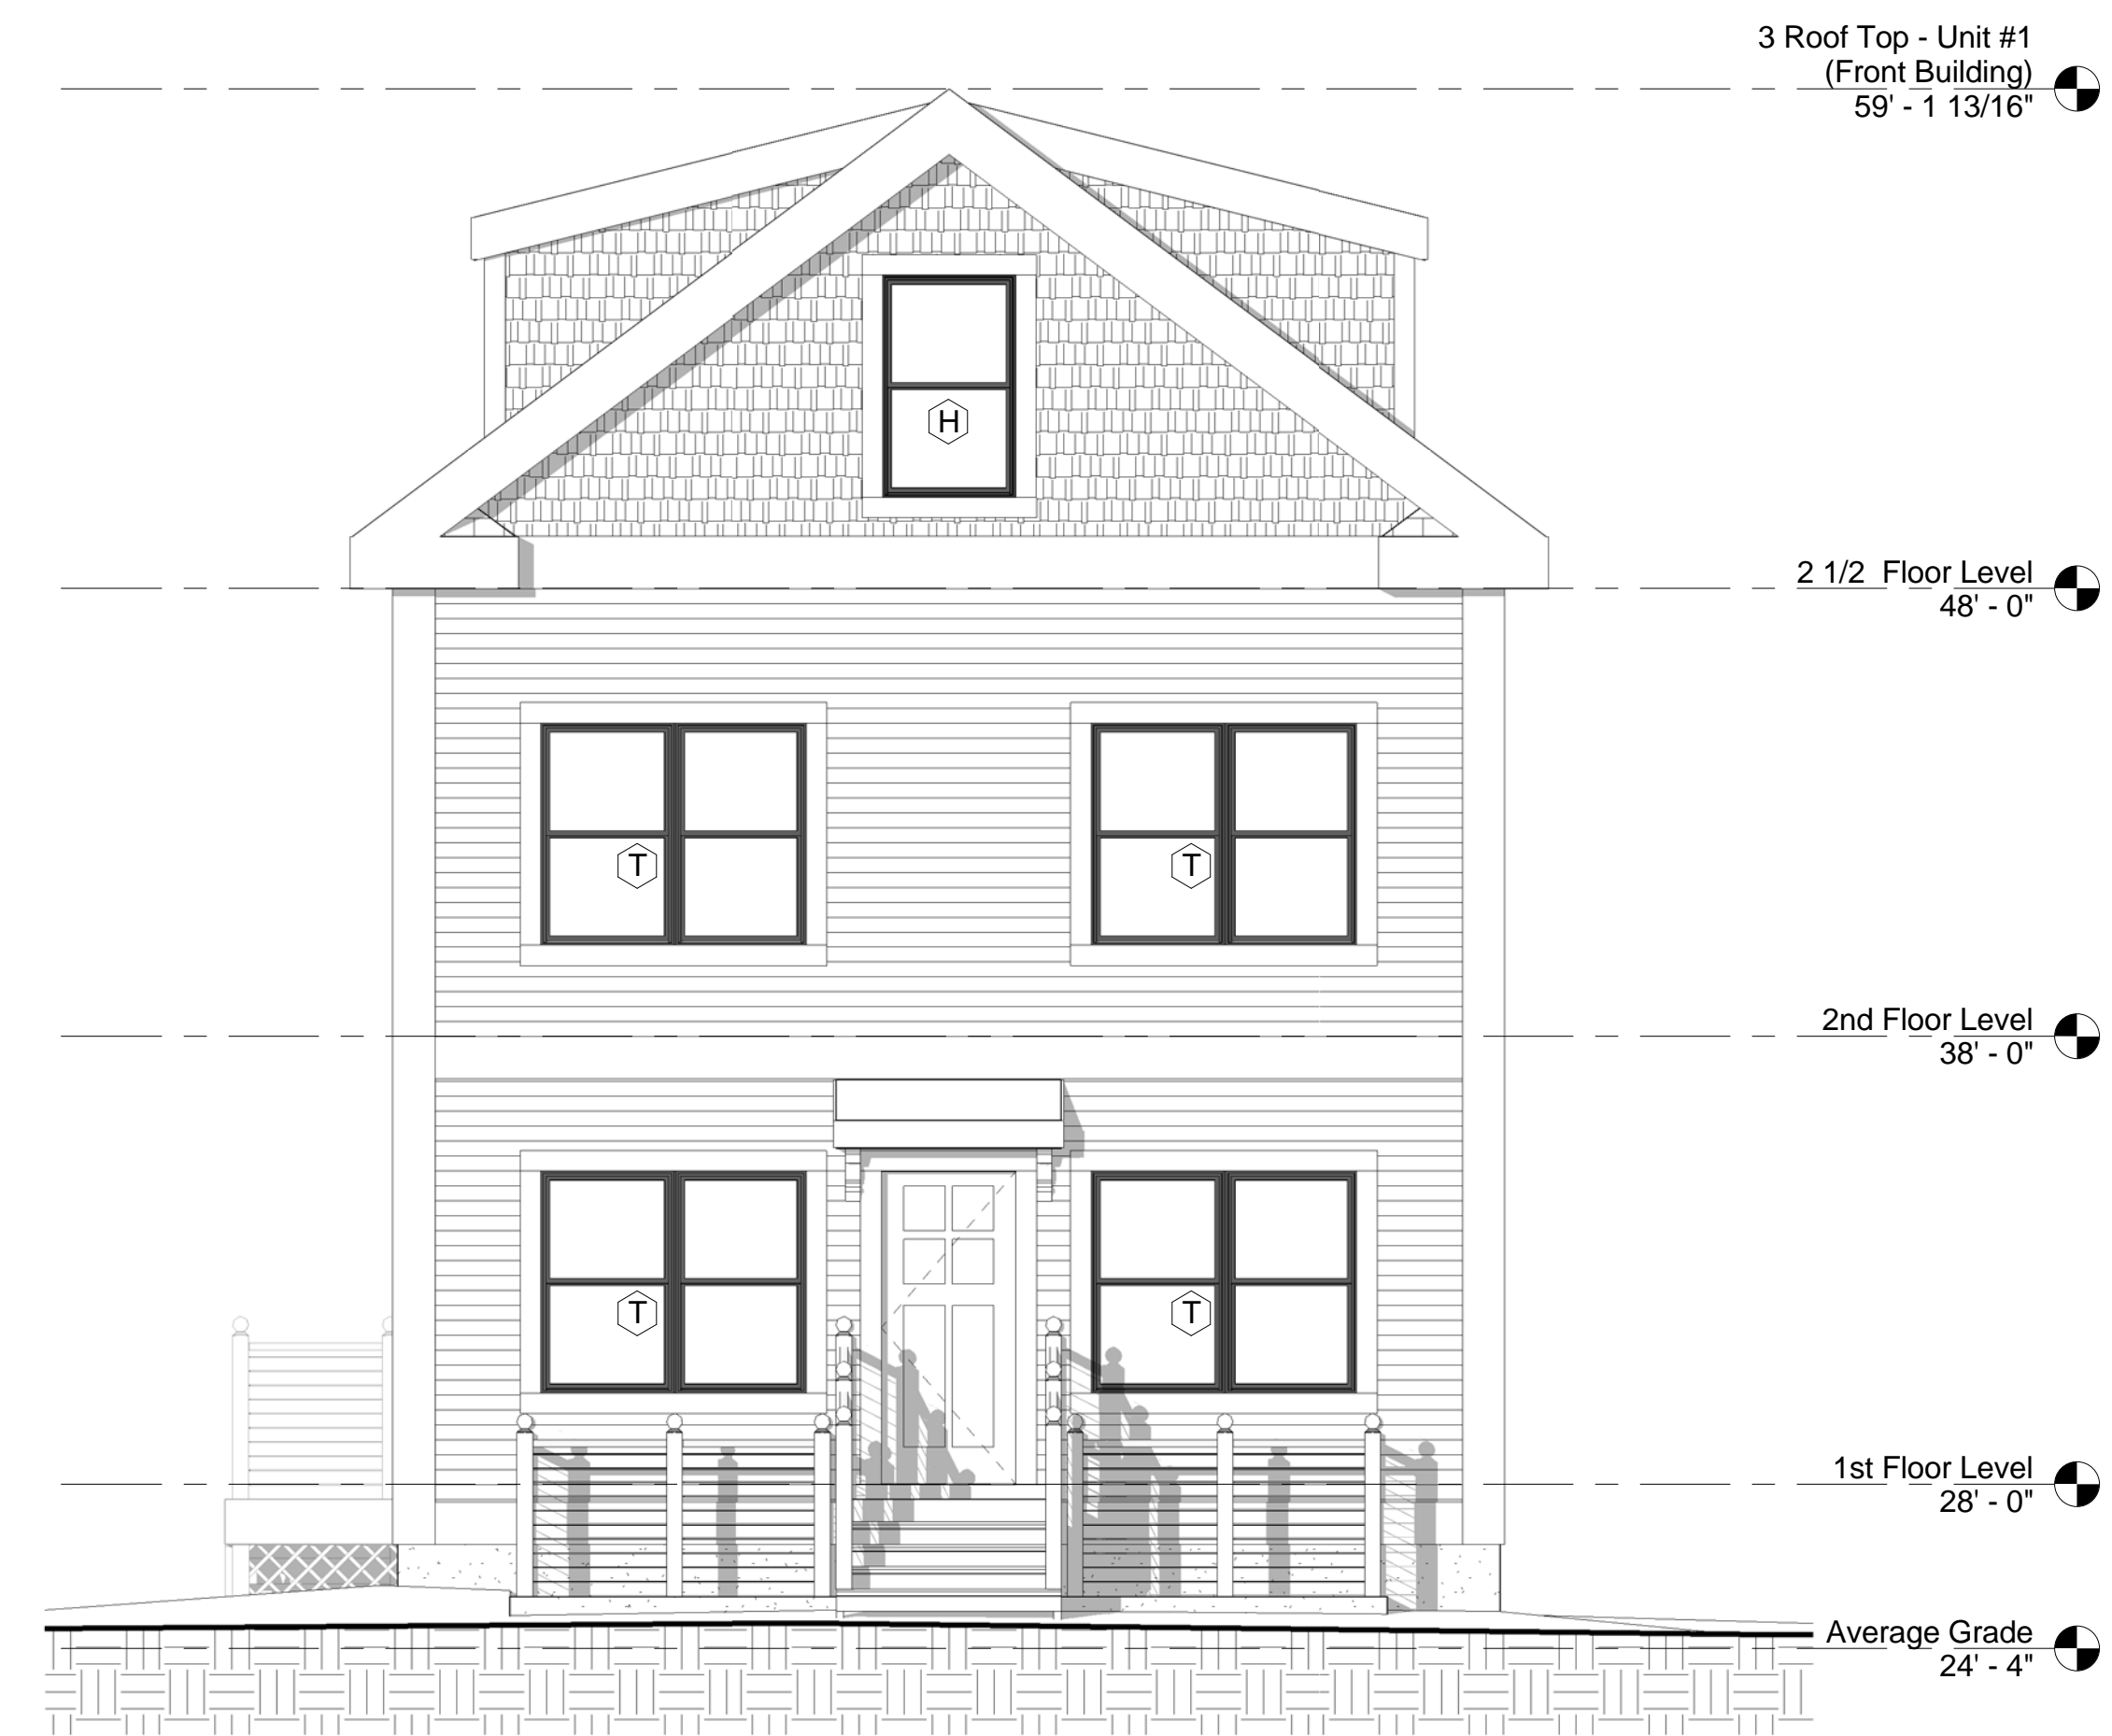 3 Roof Top - Unit #1
(Front Building)
59' - 1 13/16"
H
2 1/2 Floor Level
48' - 0"
T
T
2nd Floor Level
38' - 0"
T
T
1st Floor Level
28' - 0"
Average Grade
24' - 4"